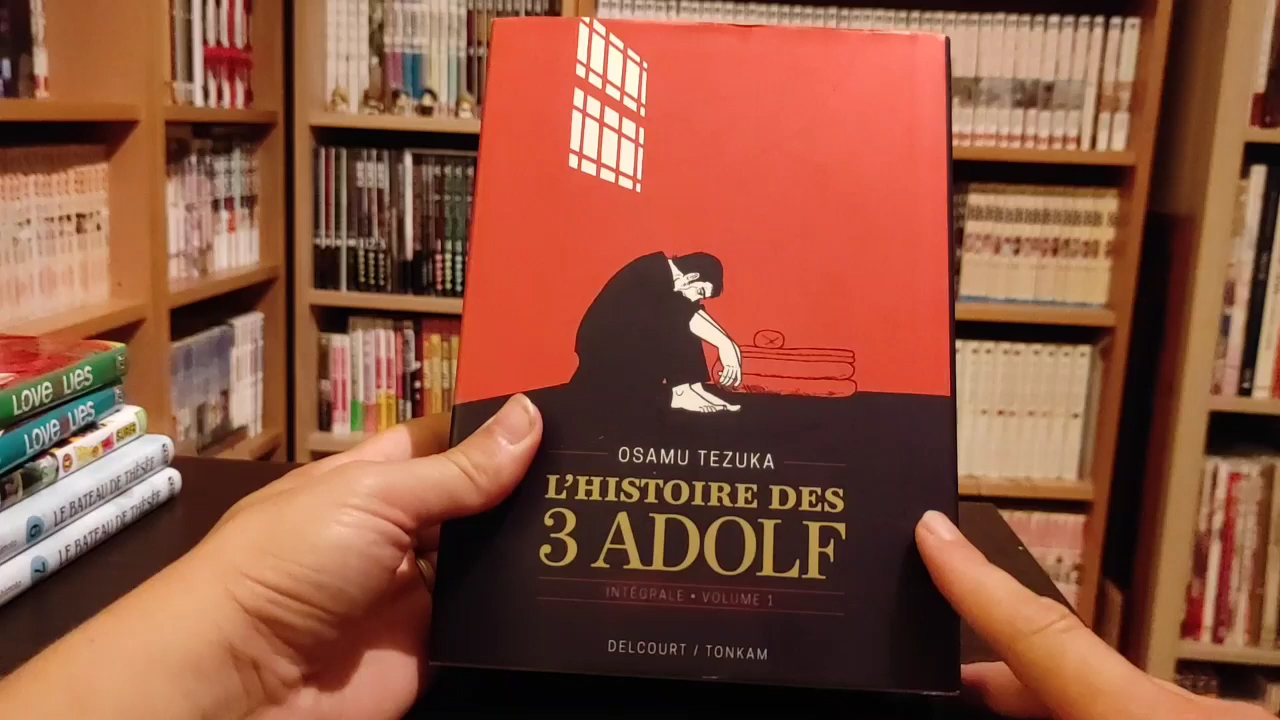 OSAMU TEZUKA
L'HISTOIRE DES
3 ADOLF
INTÉGRALE • VOLUME 1
DELCOURT / TONKAM
LOVE
LIES
LOVE
LIES
LE BATEAU DE THÉSÉE
7 LE BATEAU DE THÉSÉE